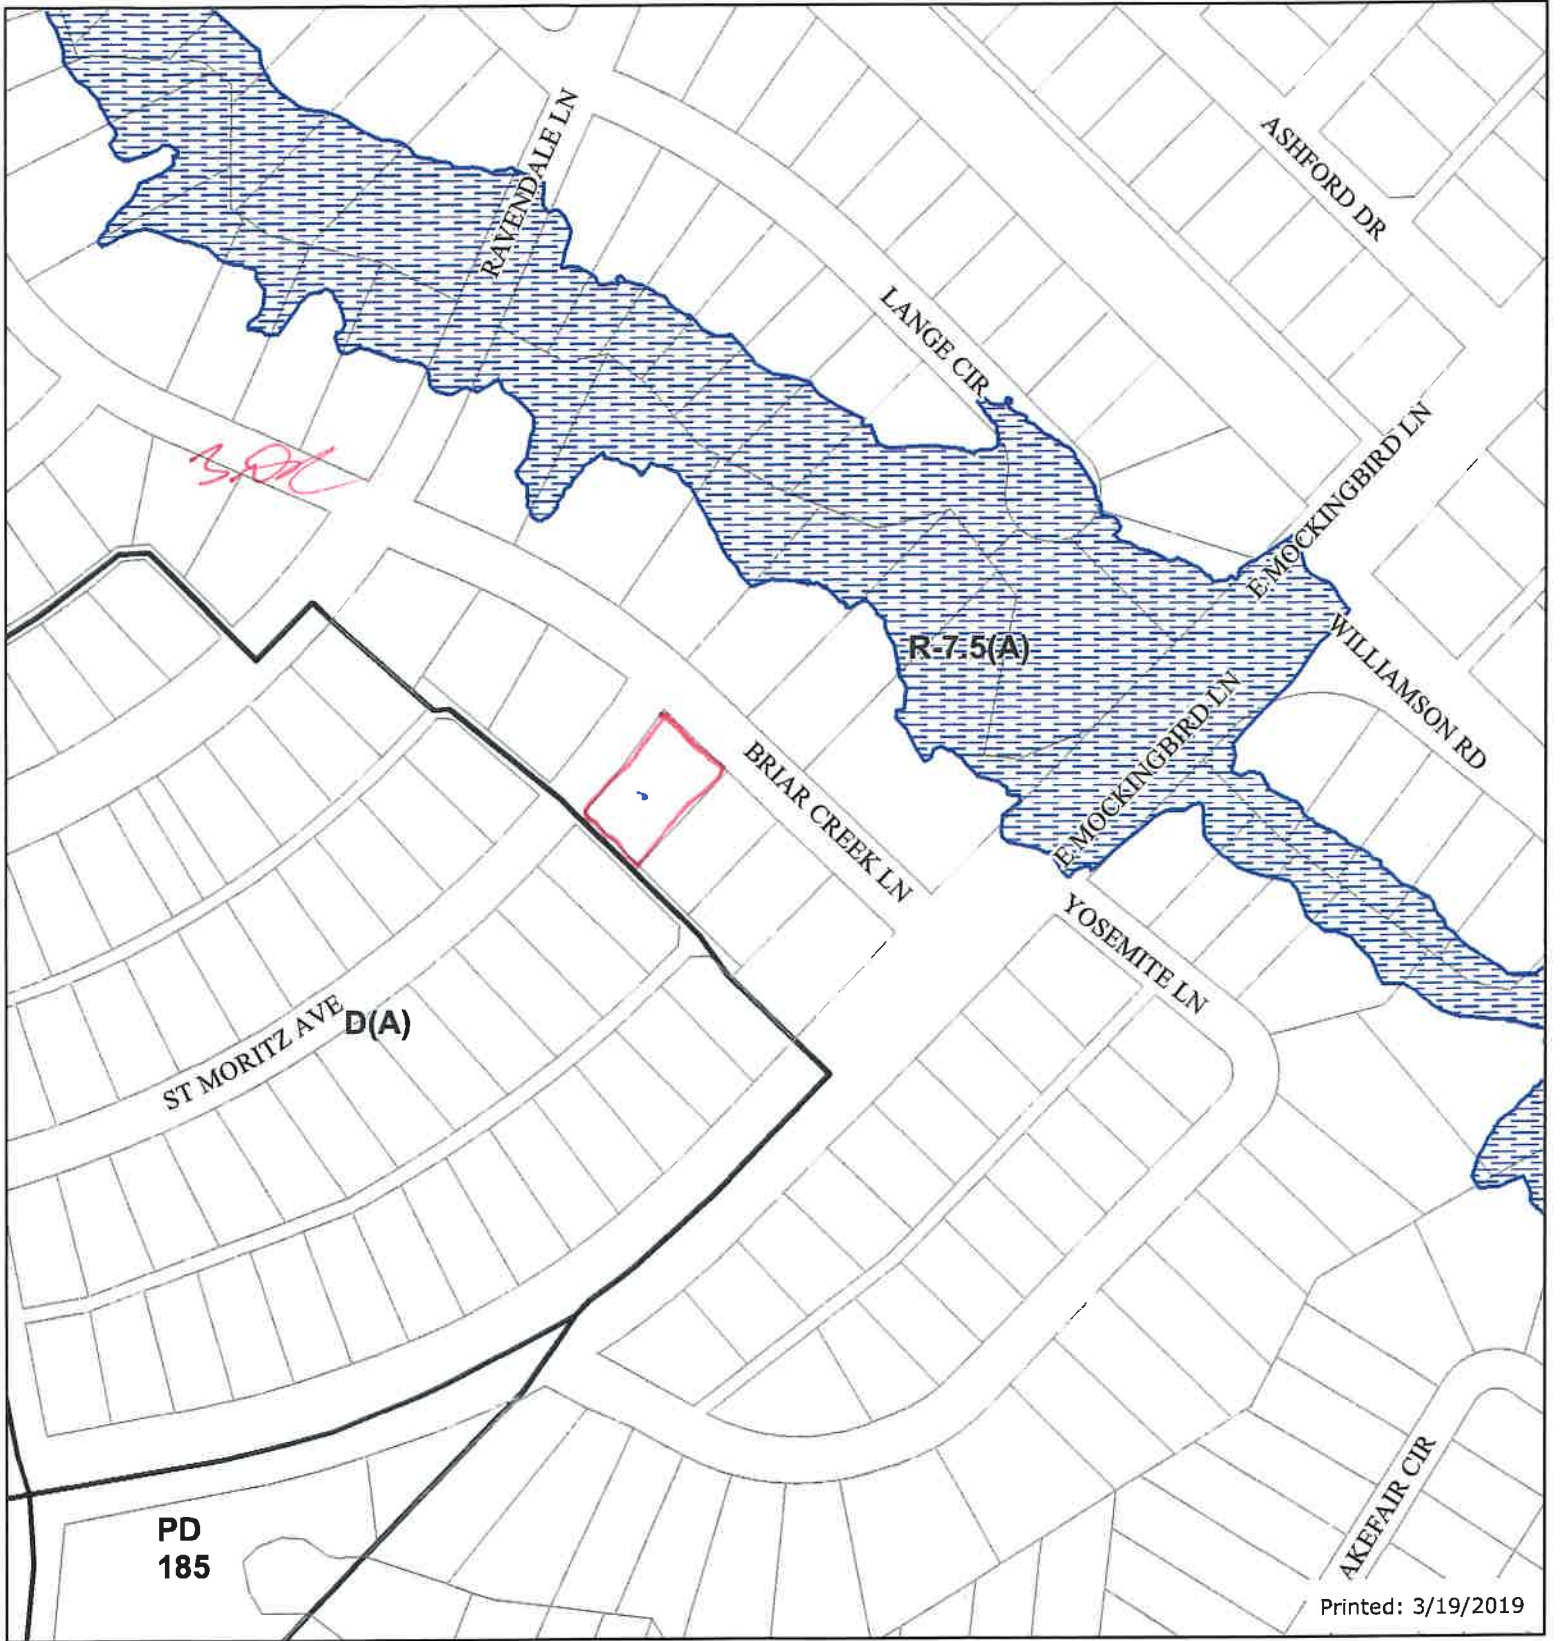 RAVENDALE LN
ASHFORD DR
LANGE CIR
E MOCKINGBIRD LN
R-7.5(A)
WILLIAMSON RD
E MOCKINGBIRD LN
BRIAR CREEK LN
YOSEMITE LN
ST MORITZ AVE
D(A)
AKEFAIR CIR
PD
185
Printed: 3/19/2019